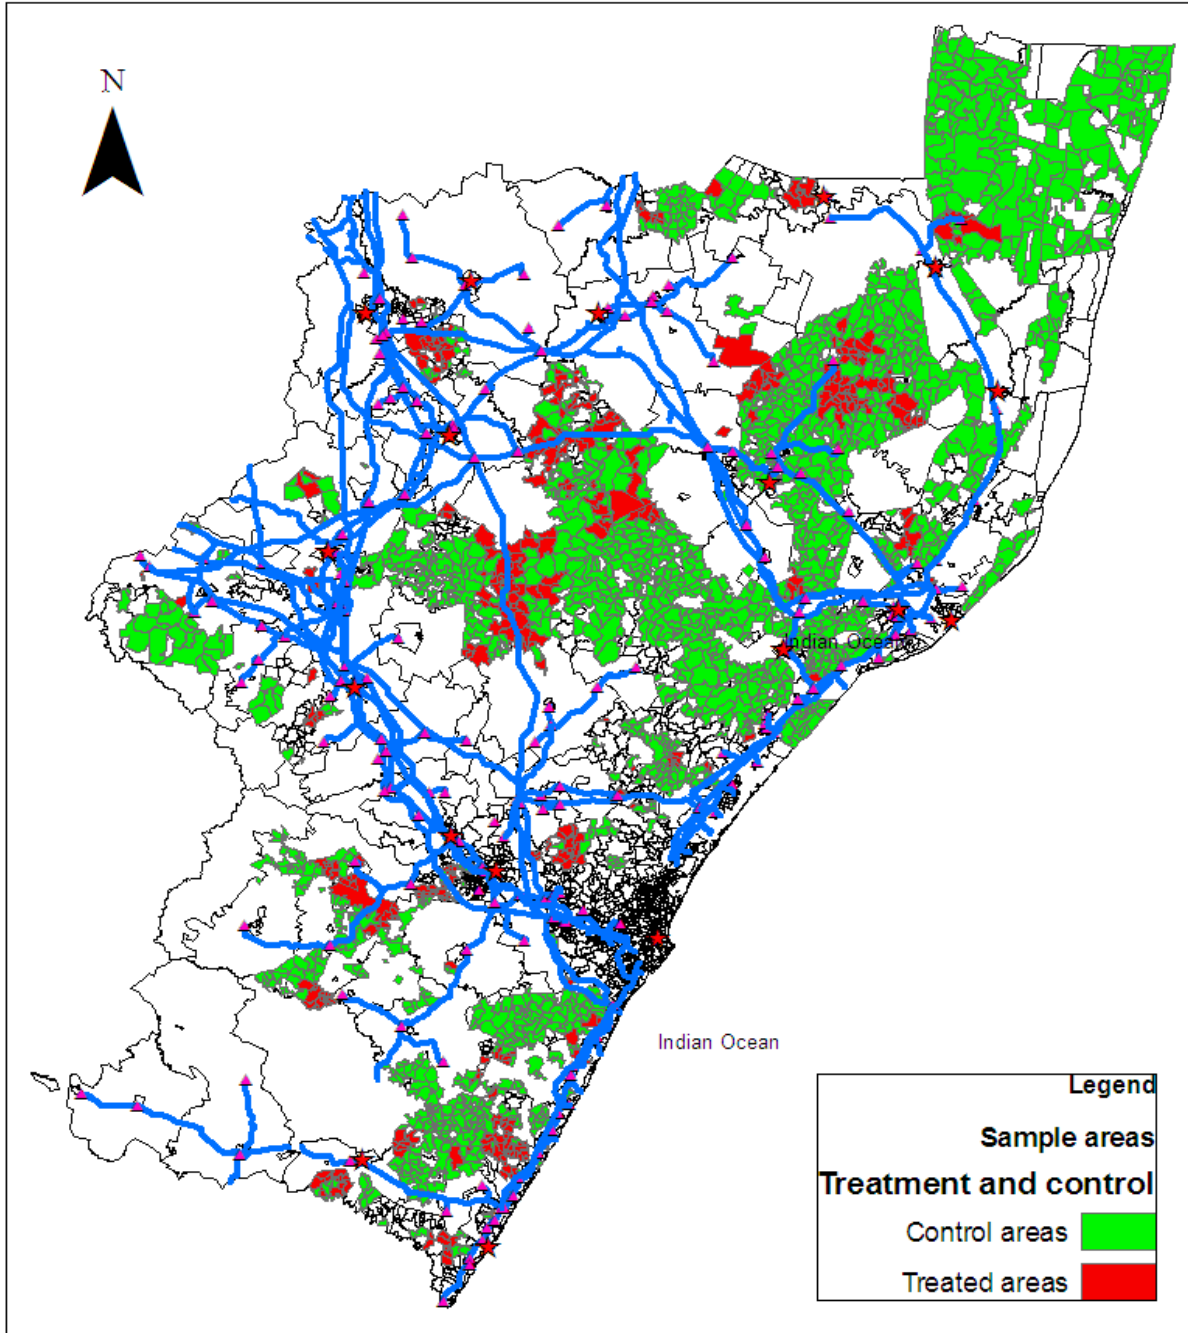 N
Indian Ocean
Indian Ocean
Legend
Sample areas
Treatment and control
Control areas
Treated areas